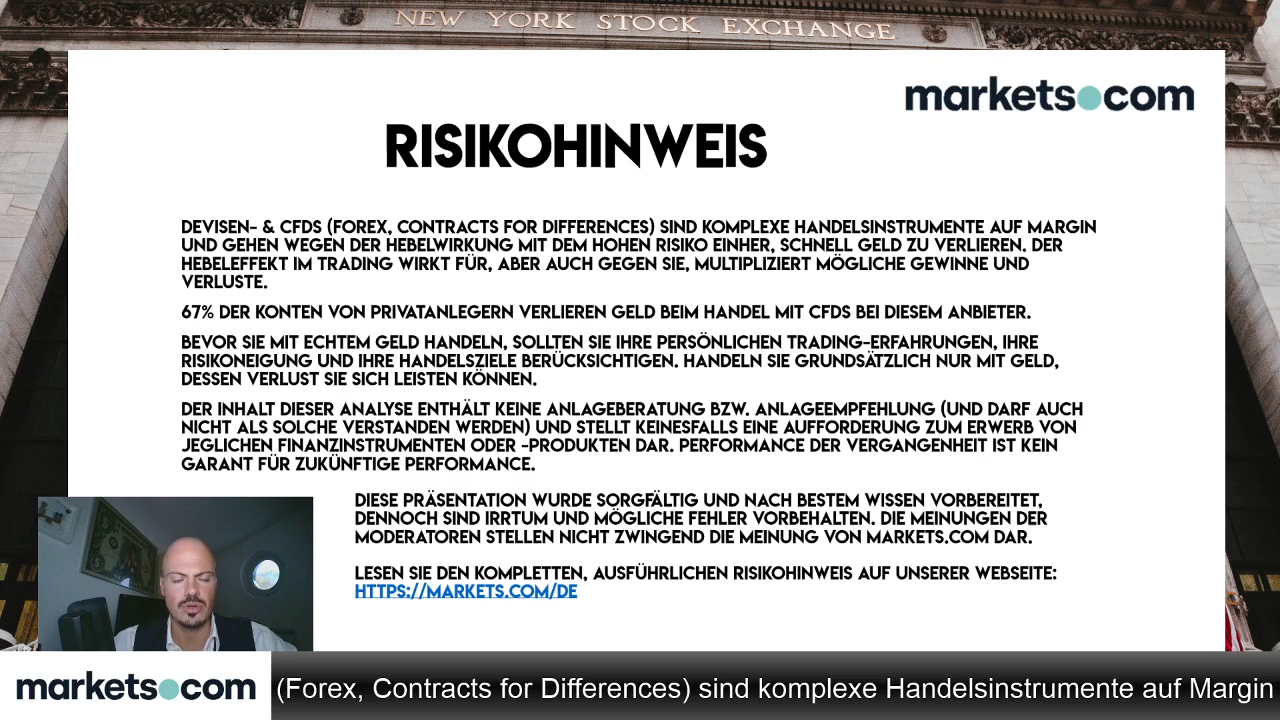 NEW YORK STOCK EXCHANGE
markets.com
RISIKOHINWEIS
DEVISEN- & CFDS (FOREX, CONTRACTS FOR DIFFERENCES) SIND KOMPLEXE HANDELSINSTRUMENTE AUF MARGIN
UND GEHEN WEGEN DER HEBELWIRKUNG MIT DEM HOHEN RISIKO EINHER, SCHNELL GELD ZU VERLIEREN. DER
HEBELEFFEKT IM TRADING WIRKT FÜR, ABER AUCH GEGEN SIE, MULTIPLIZIERT MÖGLICHE GEWINNE UND
VERLUSTE.
67% DER KONTEN VON PRIVATANLEGERN VERLIEREN GELD BEIM HANDEL MIT CFDS BEI DIESEM ANBIETER.
BEVOR SIE MIT ECHTEM GELD HANDELN, SOLLTEN SIE IHRE PERSÖNLICHEN TRADING-ERFAHRUNGEN, IHRE
RISIKONEIGUNG UND IHRE HANDELSZIELE BERÜCKSICHTIGEN. HANDELN SIE GRUNDSÄTZLICH NUR MIT GELD,
DESSEN VERLUST SIE SICH LEISTEN KÖNNEN.
DER INHALT DIESER ANALYSE ENTHÄLT KEINE ANLAGEBERATUNG BZW. ANLAGEEMPFEHLUNG (UND DARF AUCH
NICHT ALS SOLCHE VERSTANDEN WERDEN) UND STELLT KEINESFALLS EINE AUFFORDERUNG ZUM ERWERB VON
JEGLICHEN FINANZINSTRUMENTEN ODER -PRODUKTEN DAR. PERFORMANCE DER VERGANGENHEIT IST KEIN
GARANT FÜR ZUKÜNFTIGE PERFORMANCE.
DIESE PRÄSENTATION WURDE SORGFÄLTIG UND NACH BESTEM WISSEN VORBEREITET,
DENNOCH SIND IRRTUM UND MÖGLICHE FEHLER VORBEHALTEN. DIE MEINUNGEN DER
MODERATOREN STELLEN NICHT ZWINGEND DIE MEINUNG VON MARKETS.COM DAR.
LESEN SIE DEN KOMPLETTEN, AUSFÜHRLICHEN RISIKOHINWEIS AUF UNSERER WEBSEITE:
HTTPS://MARKETS.COM/DE
markets.com
(Forex, Contracts for Differences) sind komplexe Handelsinstrumente auf Margin